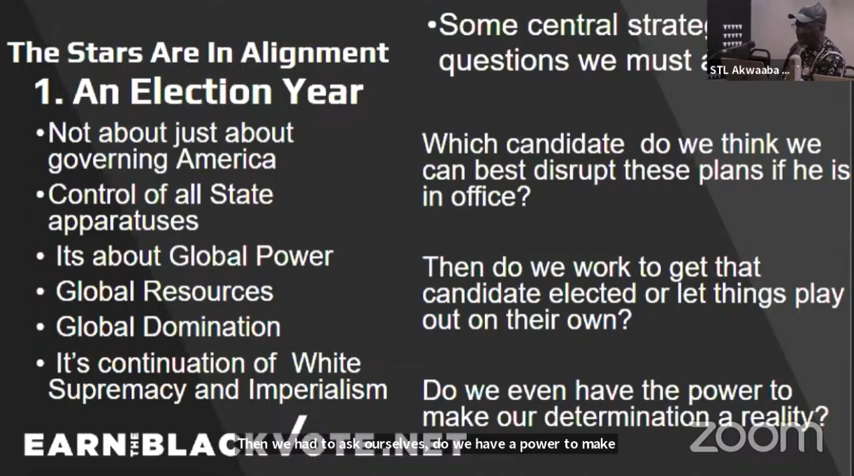 The Stars Are In Alignment
1. An Election Year
•Not about just about
governing America
•Control of all State
apparatuses
• Its about Global Power
• Global Resources
• Global Domination
• It's continuation of White
Supremacy and Imperialism
•Some central
questions we must
Which candidate do we think we
can best disrupt these plans if he is
in office?
Then do we work to get that
candidate elected or let things play
out on their own?
Do we even have the power to
make our determination a reality?
STL Akwaaba ...
EARN THE BLACKVOTE.NET
Then we had to ask ourselves, do we have a power to make
zoom